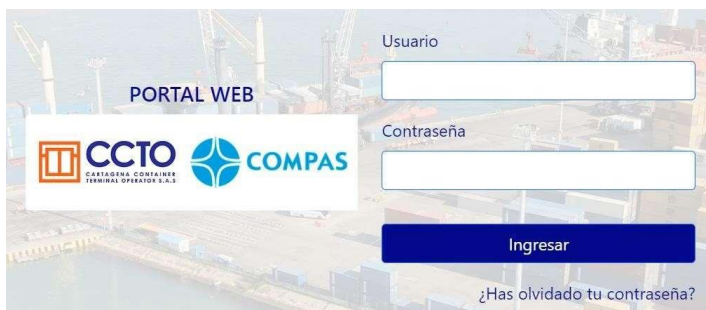 PORTAL WEB
CCTO
CARTAGENA CONTAINER
TERMINAL OPERATOR S.A.S
COMPAS
Usuario
Contraseña
Ingresar
¿Has olvidado tu contraseña?